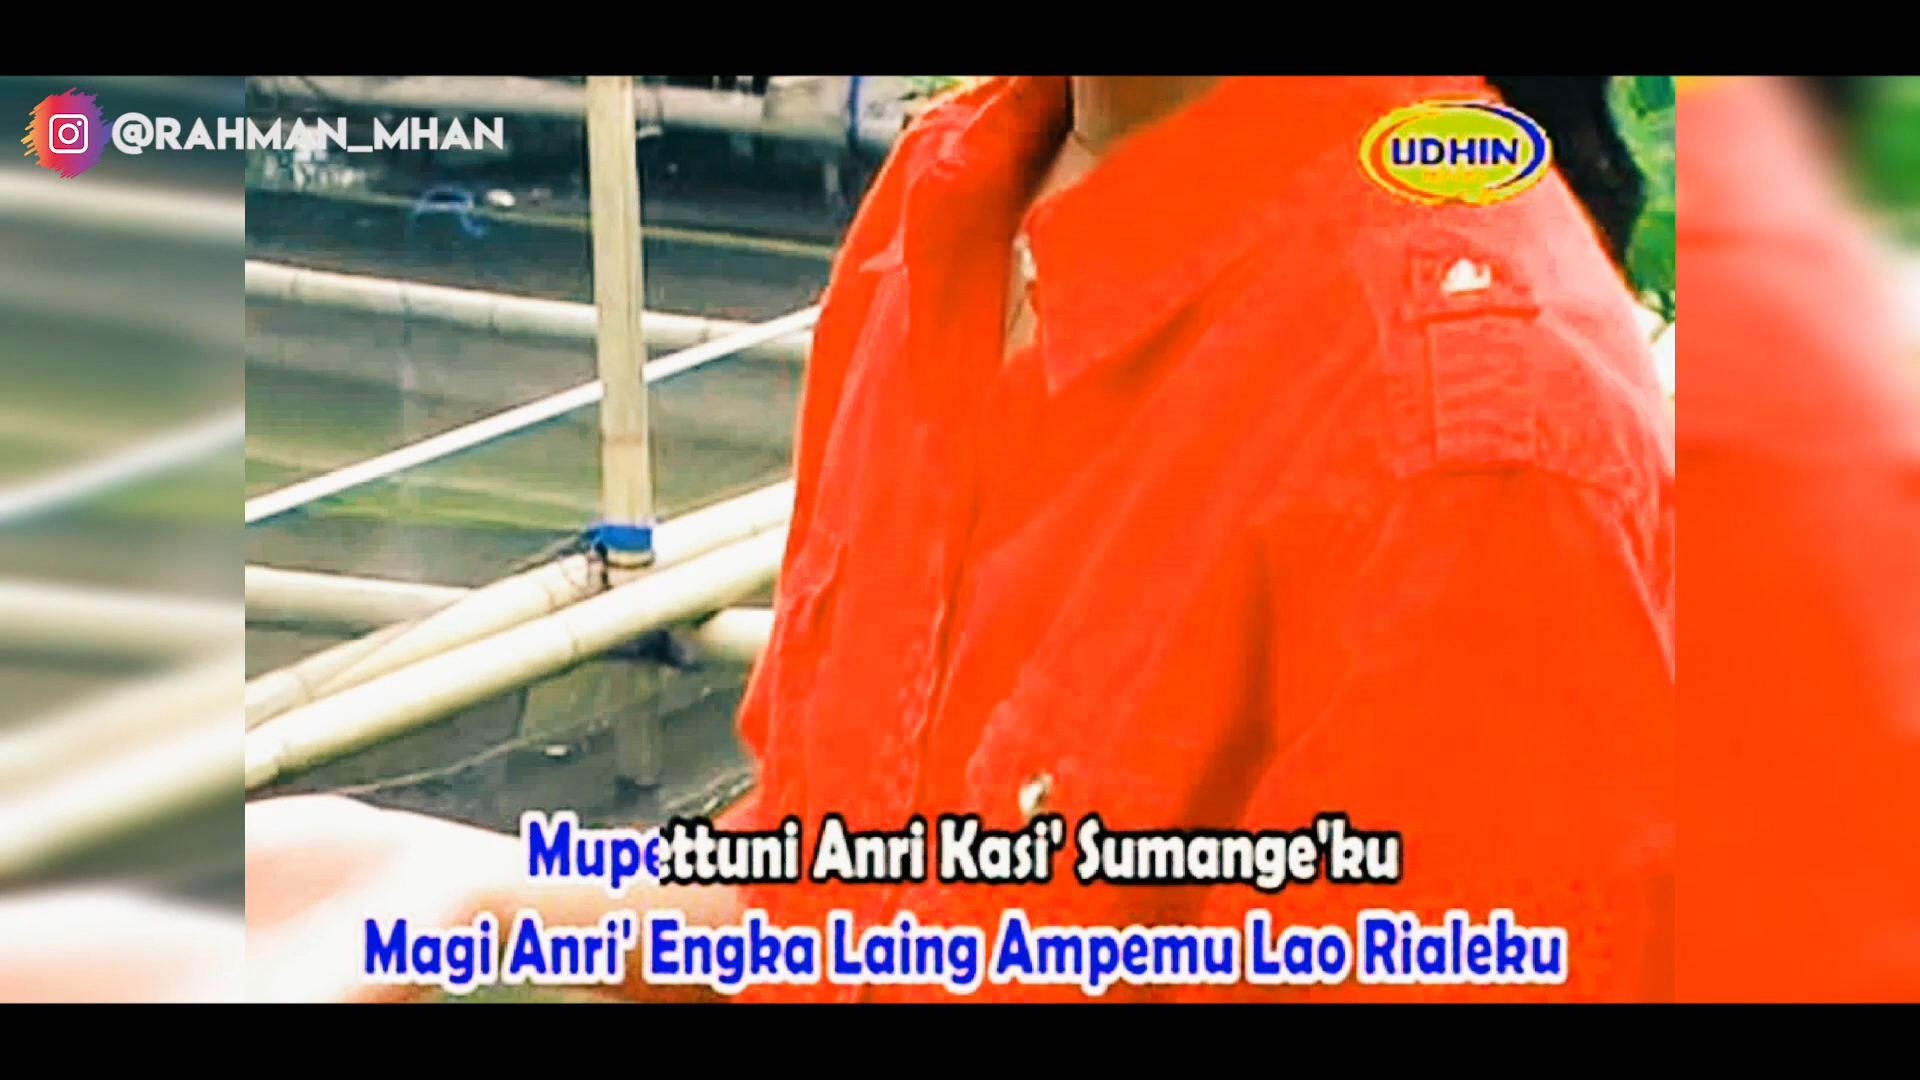 @RAHMAN_MHAN
UDHIN
Mupettuni Anri Kasi' Sumange'ku
Magi Anri' Engka Laing Ampemu Lao Rialeku